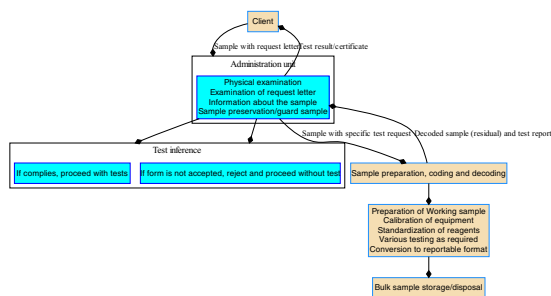 Client
Sample with request letter
Test result/certificate
Administration unit
Physical examination
Examination of request letter
Information about the sample
Sample preservation/guard sample
Sample with specific test request
Decoded sample (residual) and test report
Test inference
If complies, proceed with tests
If form is not accepted, reject and proceed without test
Sample preparation, coding and decoding
Preparation of Working sample
Calibration of equipment
Standardization of reagents
Various testing as required
Conversion to reportable format
Bulk sample storage/disposal